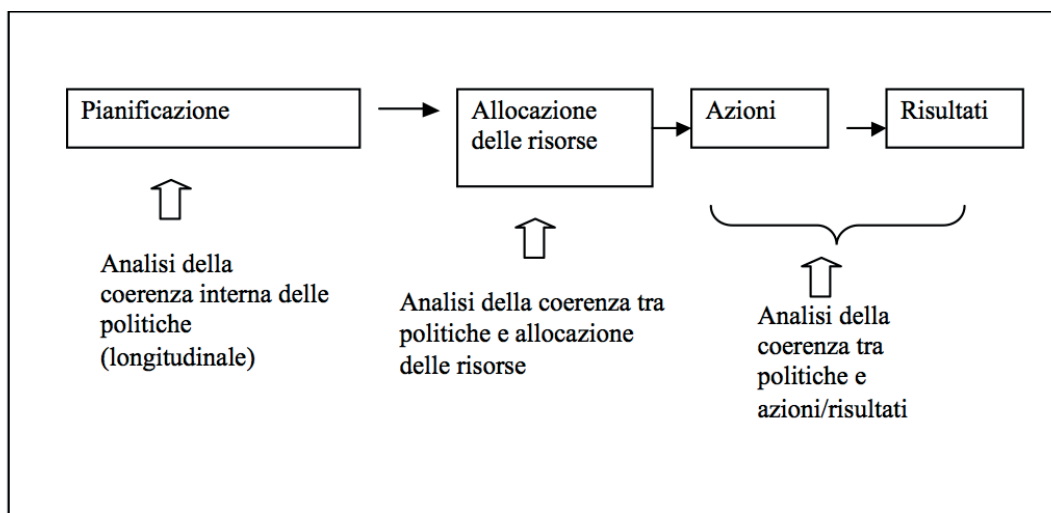 Pianificazione
Allocazione
delle risorse
Azioni
Risultati
Analisi della
coerenza interna delle
politiche
(longitudinale)
Analisi della coerenza tra
politiche e allocazione
delle risorse
Analisi della
coerenza tra
politiche e
azioni/risultati